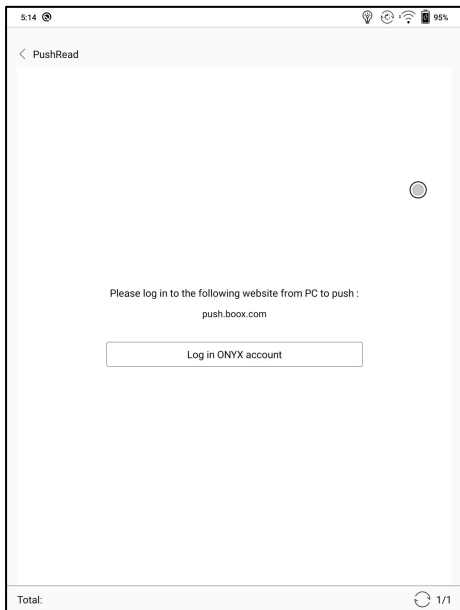 5:14 95%
PushRead
Please log in to the following website from PC to push :
push.boox.com
Log in ONYX account
Total: 1/1